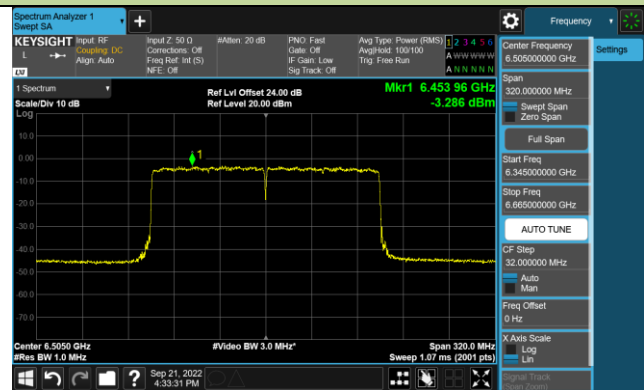 Spectrum Analyzer 1
Swept SA
Frequency
KEYSIGHT
L
Input: RF
Coupling: DC
Align: Auto
Input Z: 50 Ω
Corrections: Off
Freq Ref: Int (S)
NFE: Off
#Atten: 20 dB
PNO: Fast
Gate: Off
IF Gain: Low
Sig Track: Off
Avg Type: Power (RMS)
Avg|Hold: 100/100
Trig: Free Run
1 2 3 4 5 6
A W W W W W
A N N N N N
1 Spectrum
Scale/Div 10 dB
Log
Ref Lvl Offset 24.00 dB
Ref Level 20.00 dBm
Mkr1 6.453 96 GHz
-3.286 dBm
1
10.0
0.00
-10.0
-20.0
-30.0
-40.0
-50.0
-60.0
-70.0
Center 6.5050 GHz
#Res BW 1.0 MHz
#Video BW 3.0 MHz*
Span 320.0 MHz
Sweep 1.07 ms (2001 pts)
Sep 21, 2022
4:33:31 PM
Center Frequency
6.505000000 GHz
Settings
Span
320.000000 MHz
Swept Span
Zero Span
Full Span
Start Freq
6.345000000 GHz
Stop Freq
6.665000000 GHz
AUTO TUNE
CF Step
32.000000 MHz
Auto
Man
Freq Offset
0 Hz
X Axis Scale
Log
Lin
Signal Track
(Span Zoom)